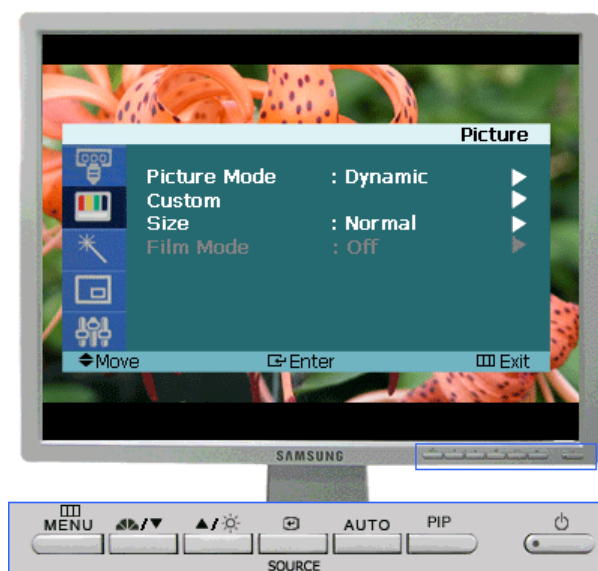 Picture
Picture Mode : Dynamic
Custom
Size : Normal
Film Mode : Off
Move Enter Exit
SAMSUNG
MENU AUTO PIP
SOURCE